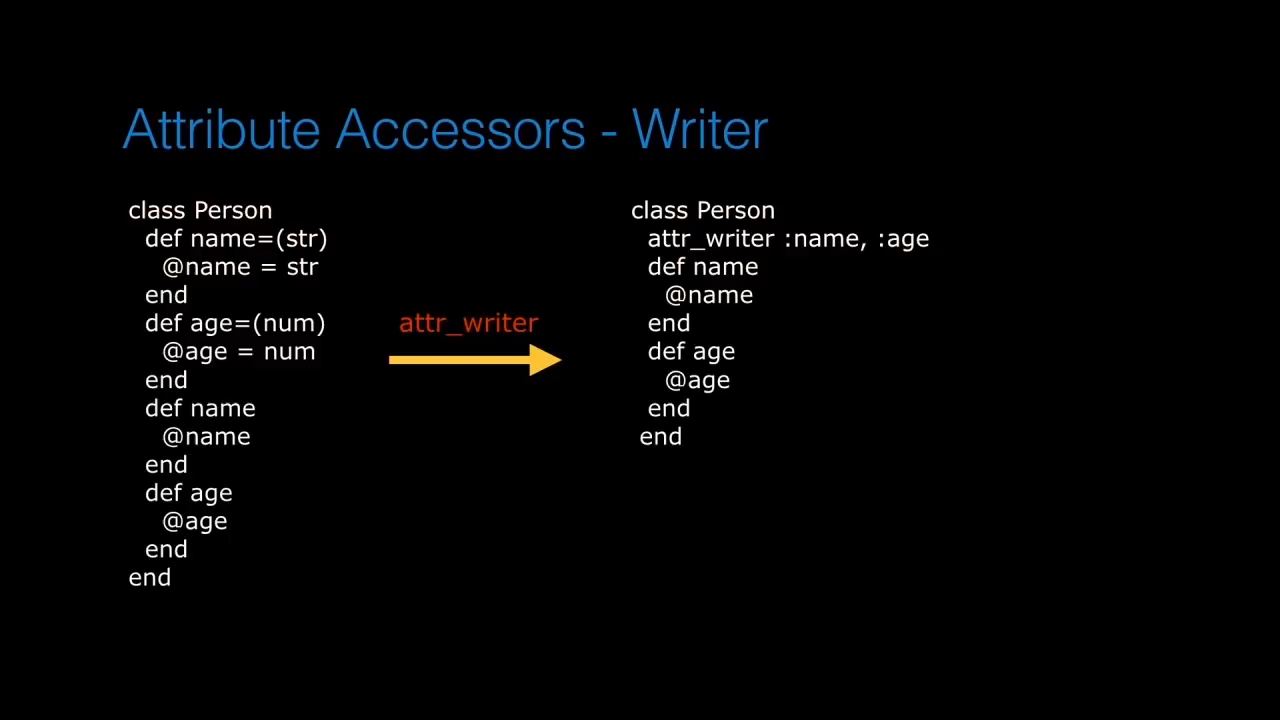 Attribute Accessors - Writer
class Person
def name=(str)
@name = str
end
def age=(num)
@age = num
end
def name
@name
end
def age
@age
end
end
attr_writer
class Person
attr_writer :name, :age
def name
@name
end
def age
@age
end
end